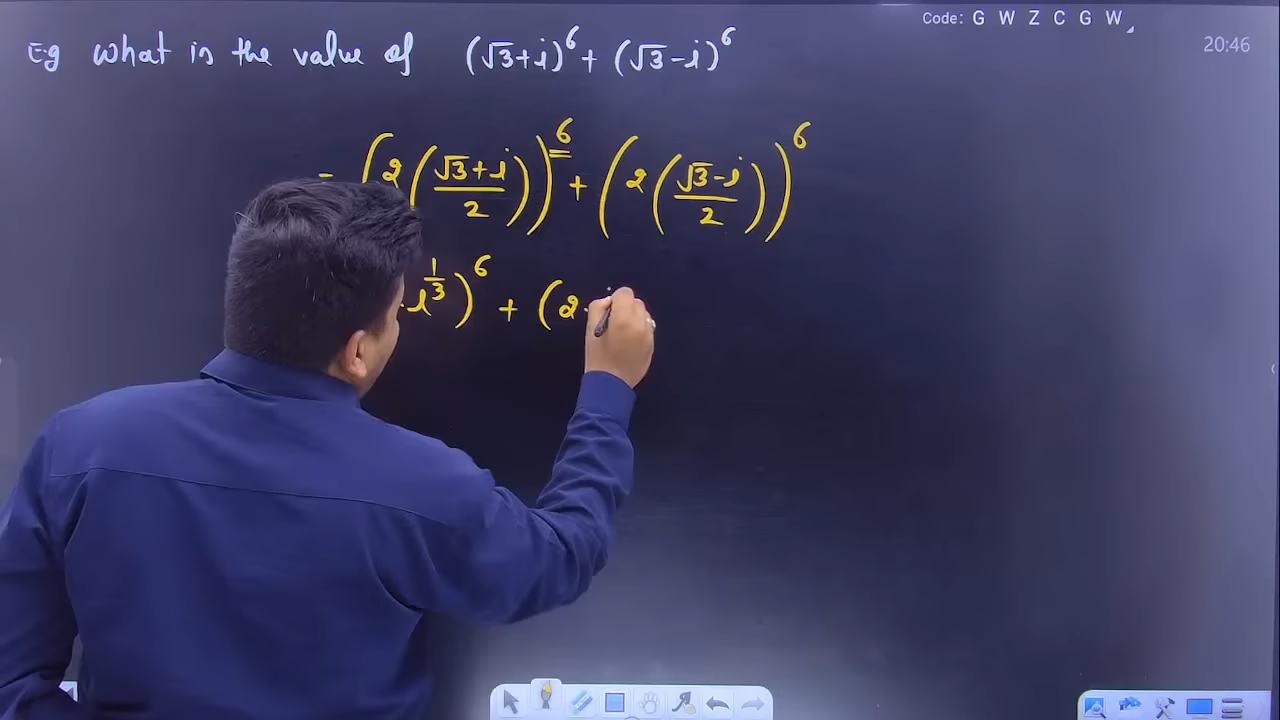 Code: G W Z C G W
20:46
Eg What is the value of (√3+i)^6 + (√3-i)^6
= (2((√3+i)/2))^6 + (2((√3-i)/2))^6
i^(1/3))^6 + (2